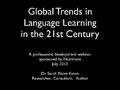 Global Trends in
Language Learning
in the 21st Century
A professional development webinar
sponsored by Elluminate
July 2010
Dr. Sarah Elaine Eaton
Researcher, Consultant, Author